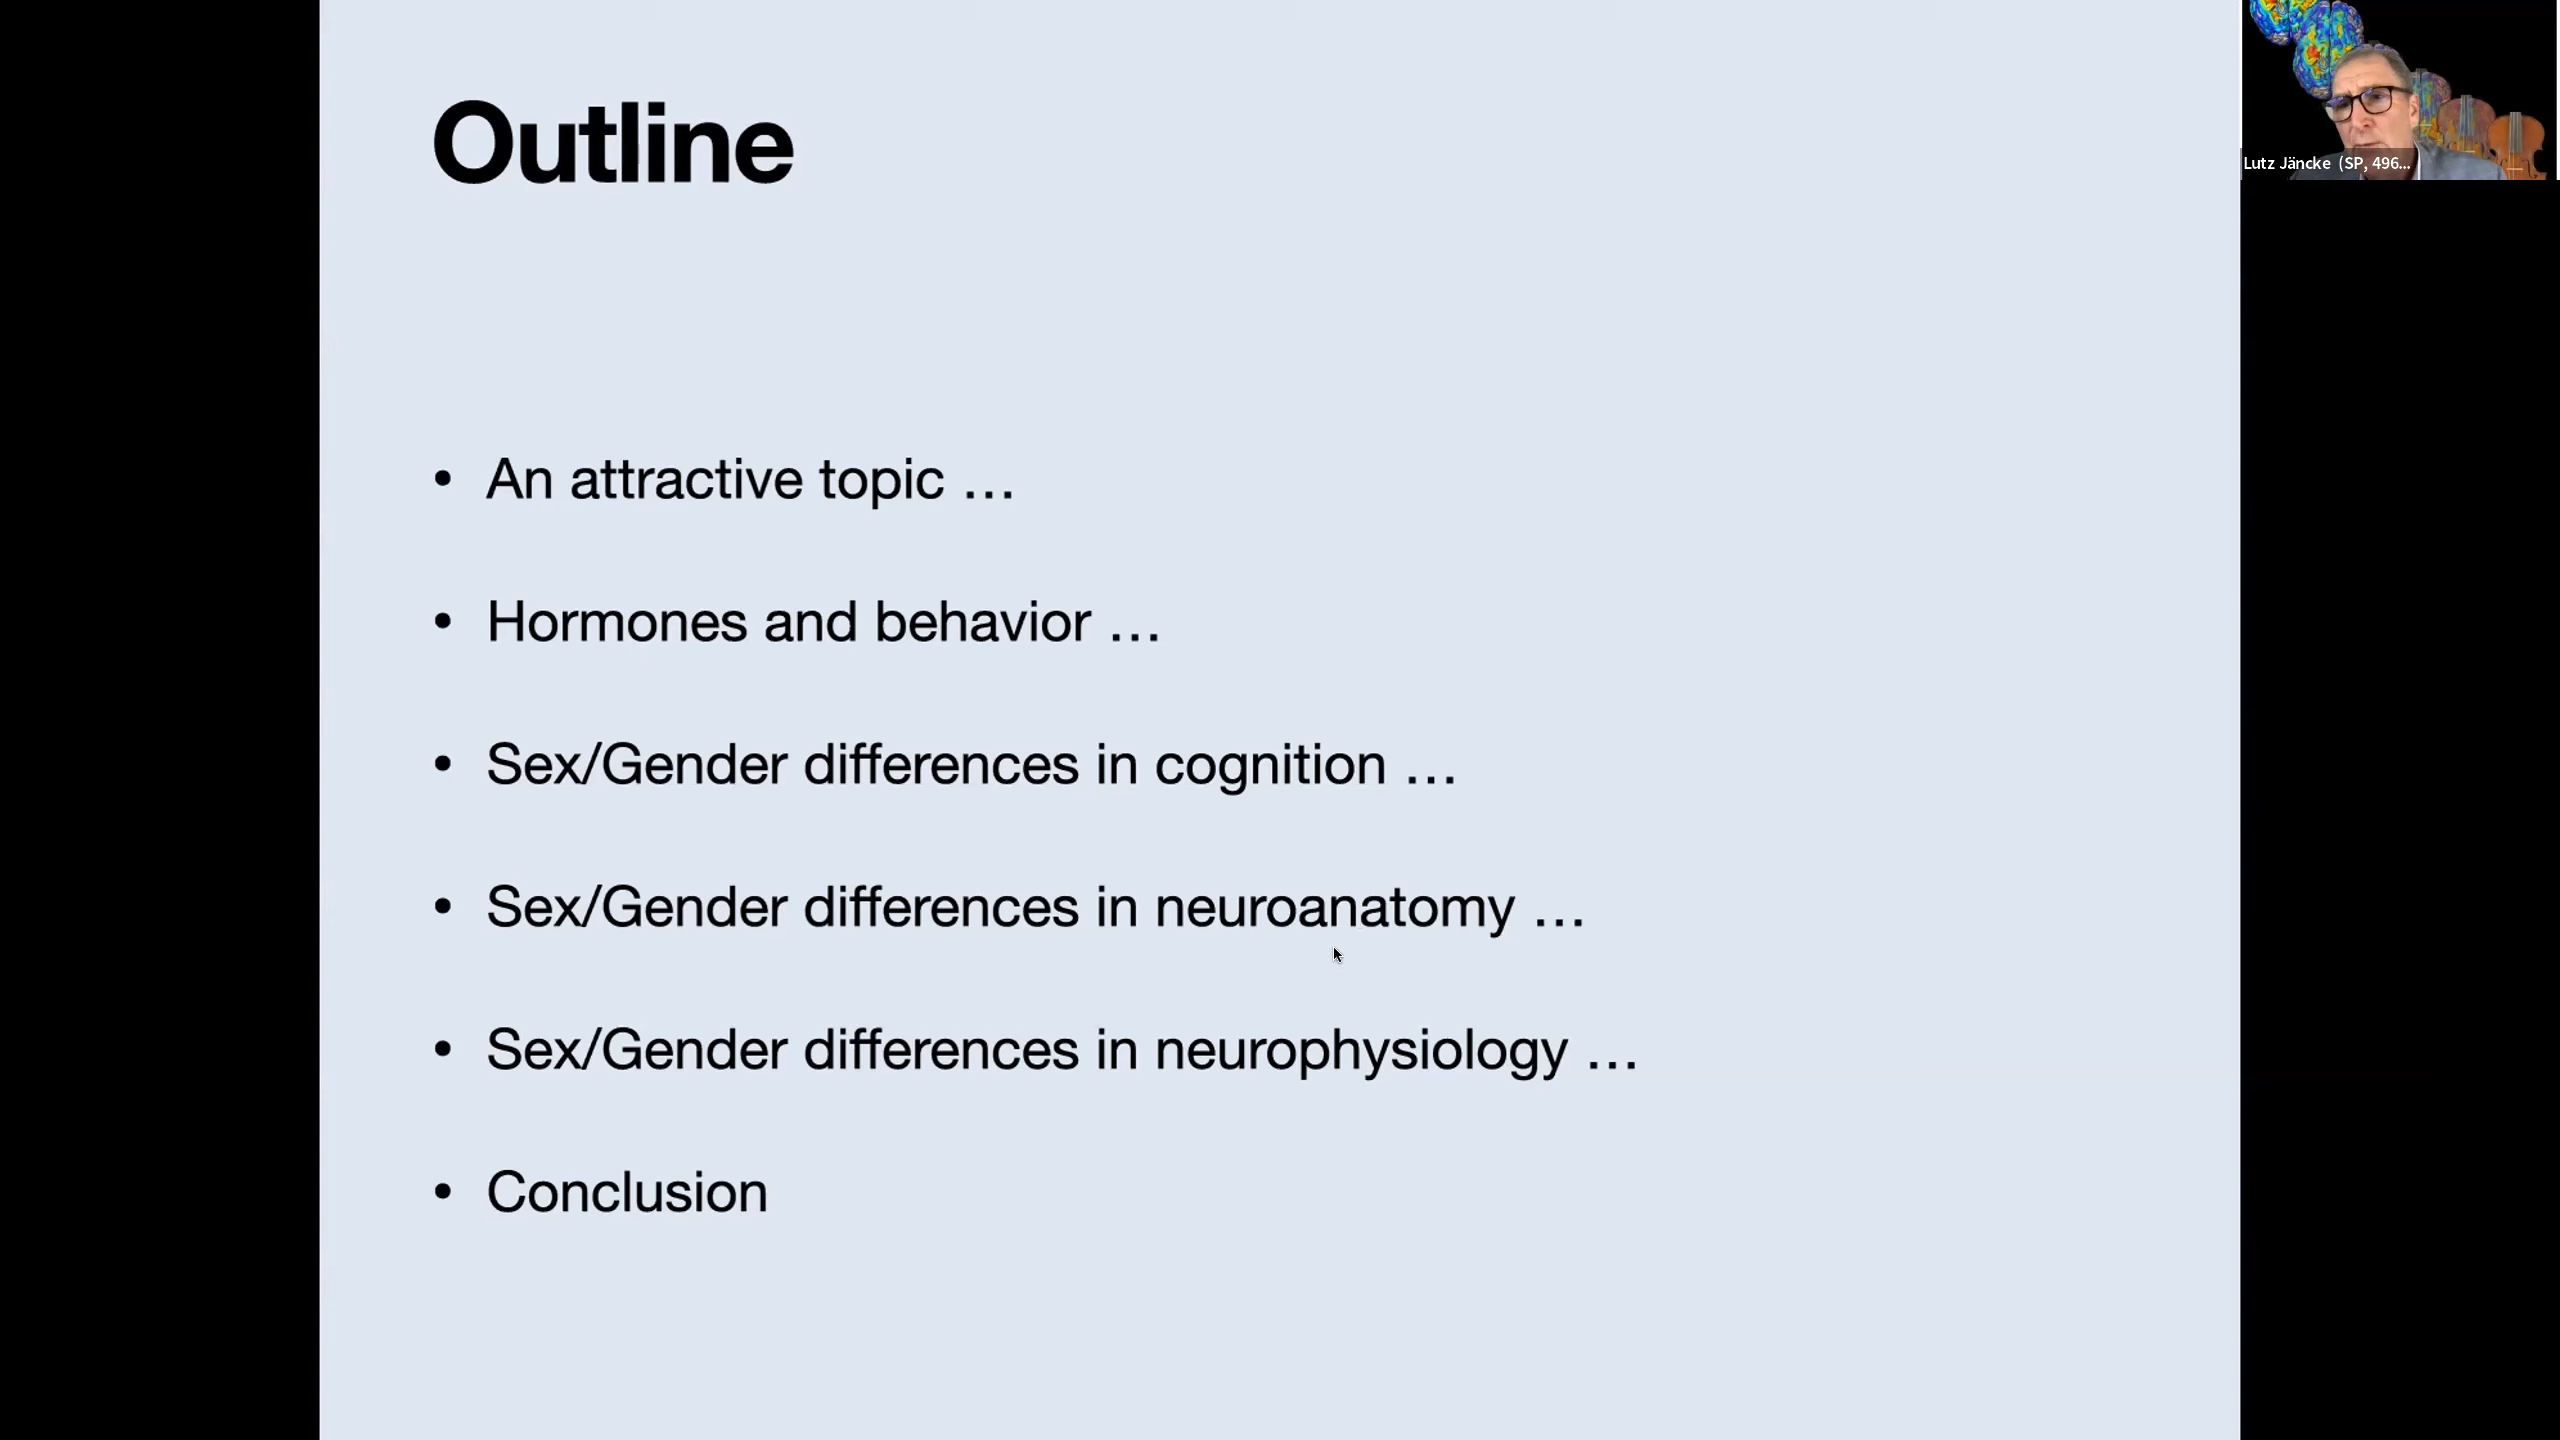 Outline
• An attractive topic …
• Hormones and behavior …
• Sex/Gender differences in cognition …
• Sex/Gender differences in neuroanatomy …
• Sex/Gender differences in neurophysiology …
• Conclusion
Lutz Jäncke (SP, 496...